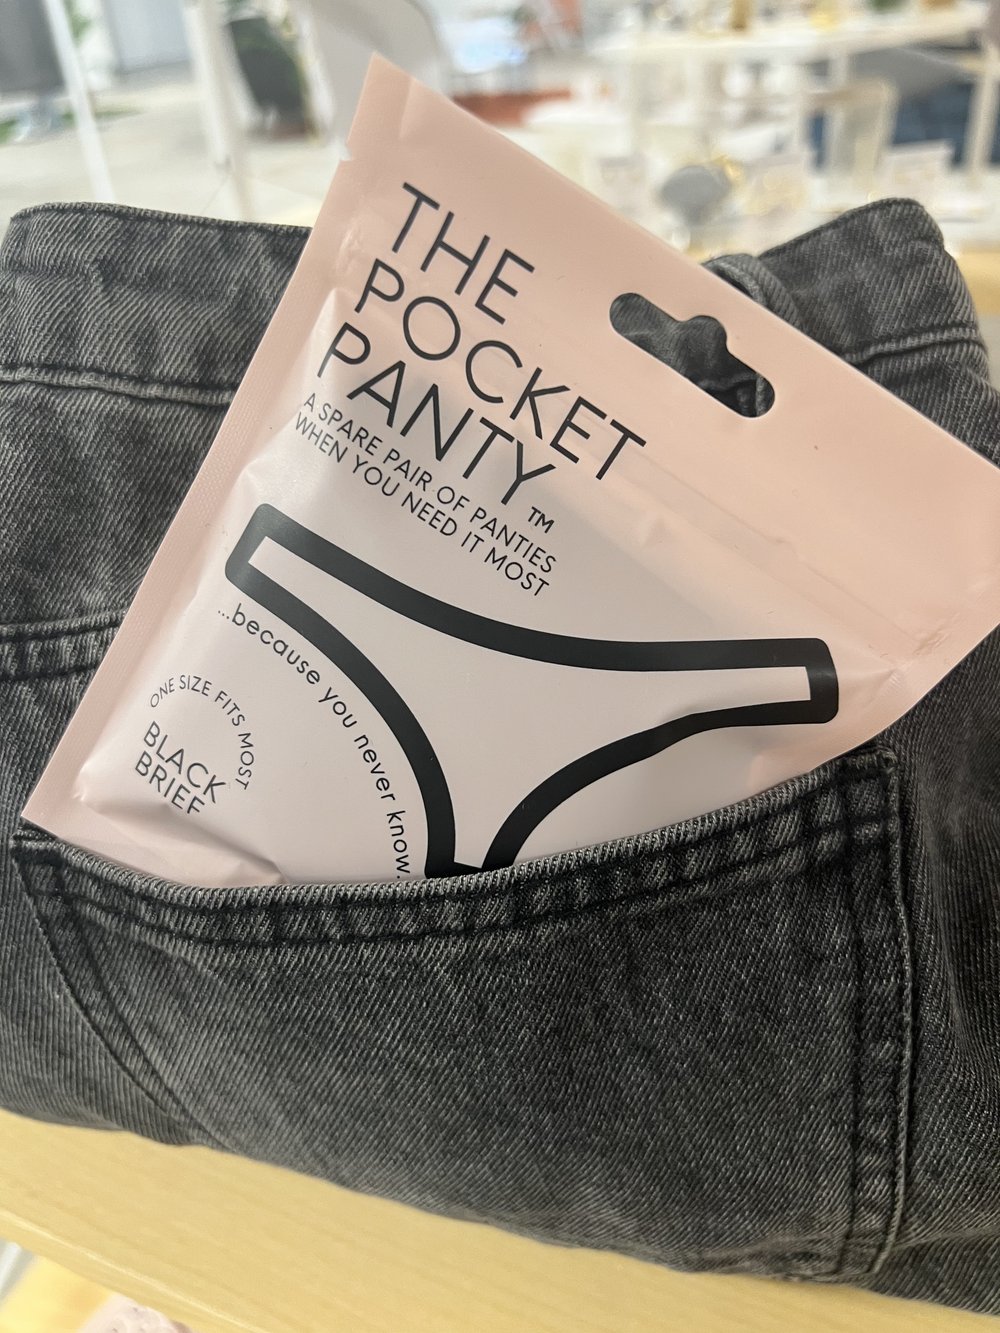 THE
POCKET
PANTY™
A SPARE PAIR OF PANTIES
WHEN YOU NEED IT MOST
...because you never know.
ONE SIZE FITS MOST
BLACK
BRIEF